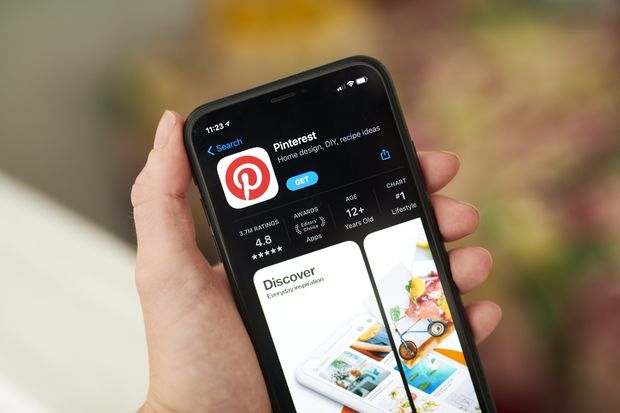 11:23
Search
Pinterest
Home design, DIY, recipe ideas
GET
3.7M RATINGS
4.8
★★★★★
AWARDS
Editors'
Choice
Apps
AGE
12+
Years Old
CHART
#1
Lifestyle
Discover
Everyday inspiration